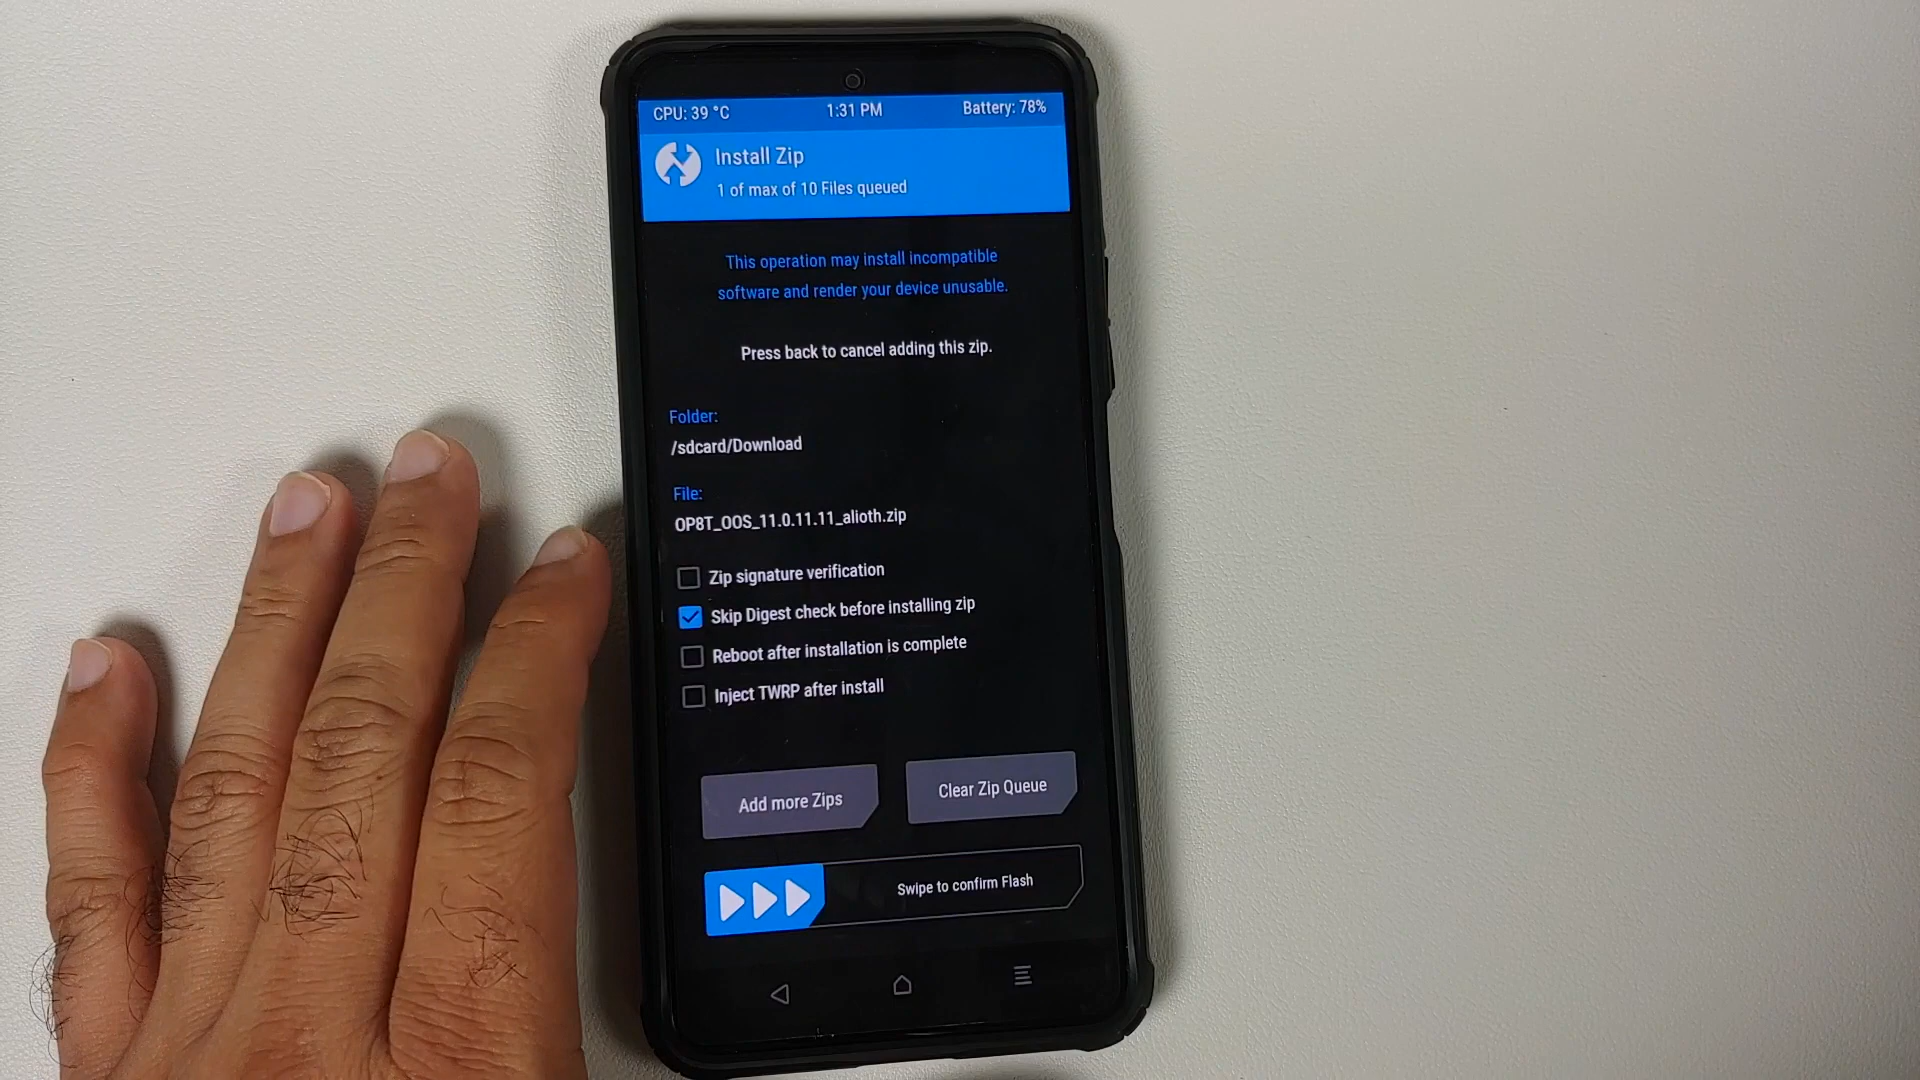 CPU: 39 °C 1:31 PM Battery: 78%
Install Zip
1 of max of 10 Files queued
This operation may install incompatible
software and render your device unusable.
Press back to cancel adding this zip.
Folder:
/sdcard/Download
File:
OP8T_OOS_11.0.11.11_alioth.zip
Zip signature verification
Skip Digest check before installing zip
Reboot after installation is complete
Inject TWRP after install
Add more Zips Clear Zip Queue
Swipe to confirm Flash